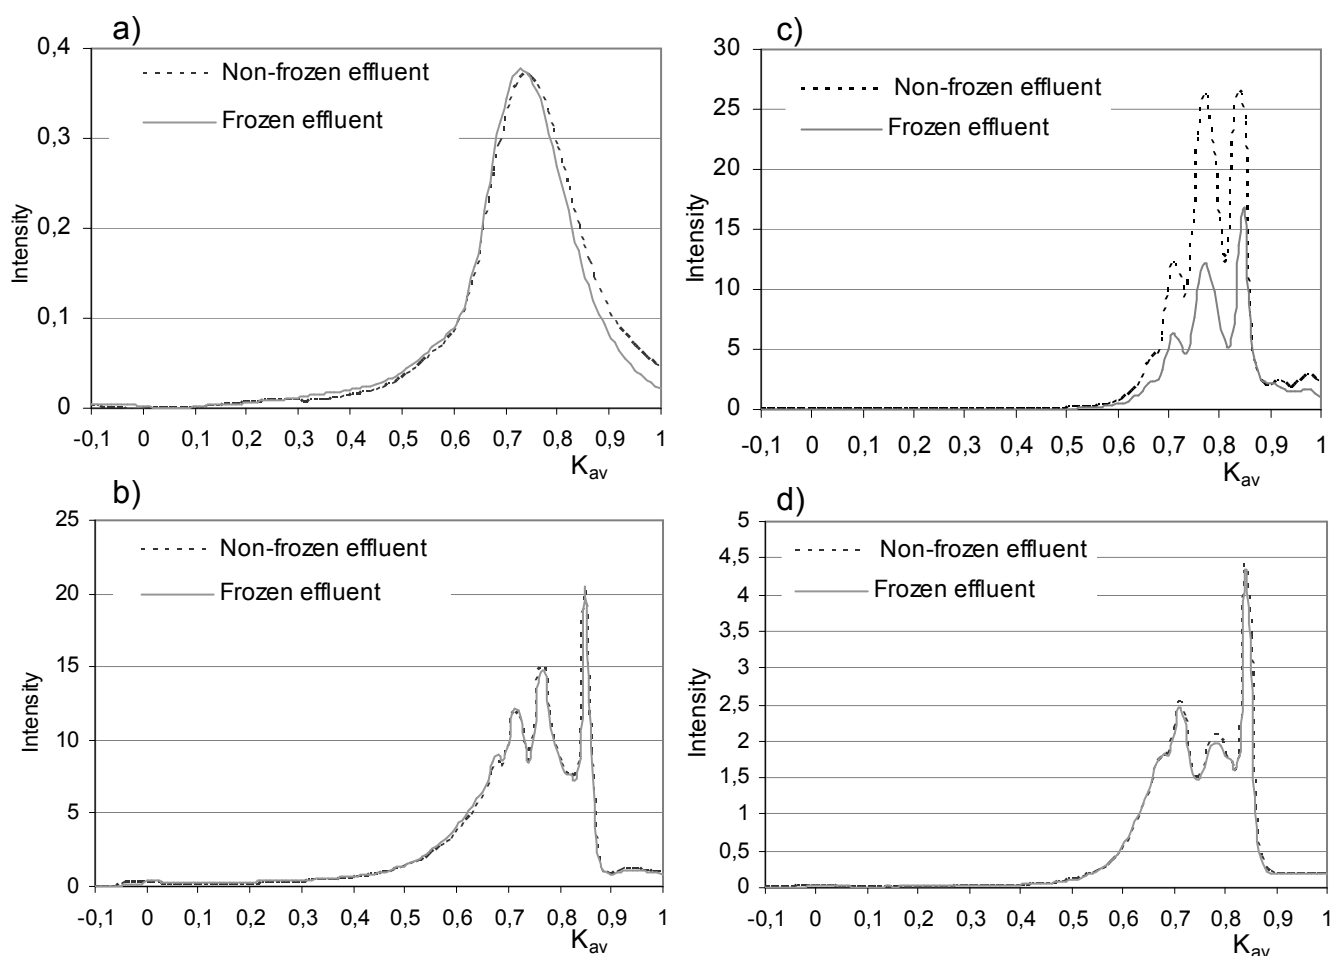 a)
0,4
0,3
0,2
0,1
0
Intensity
Non-frozen effluent
Frozen effluent
-0,1 0 0,1 0,2 0,3 0,4 0,5 0,6 0,7 0,8 0,9 1
Kav
c)
30
25
20
15
10
5
0
Intensity
Non-frozen effluent
Frozen effluent
-0,1 0 0,1 0,2 0,3 0,4 0,5 0,6 0,7 0,8 0,9 1
Kav
b)
25
20
15
10
5
0
Intensity
Non-frozen effluent
Frozen effluent
-0,1 0 0,1 0,2 0,3 0,4 0,5 0,6 0,7 0,8 0,9 1
Kav
d)
5
4,5
4
3,5
3
2,5
2
1,5
1
0,5
0
Intensity
Non-frozen effluent
Frozen effluent
-0,1 0 0,1 0,2 0,3 0,4 0,5 0,6 0,7 0,8 0,9 1
Kav